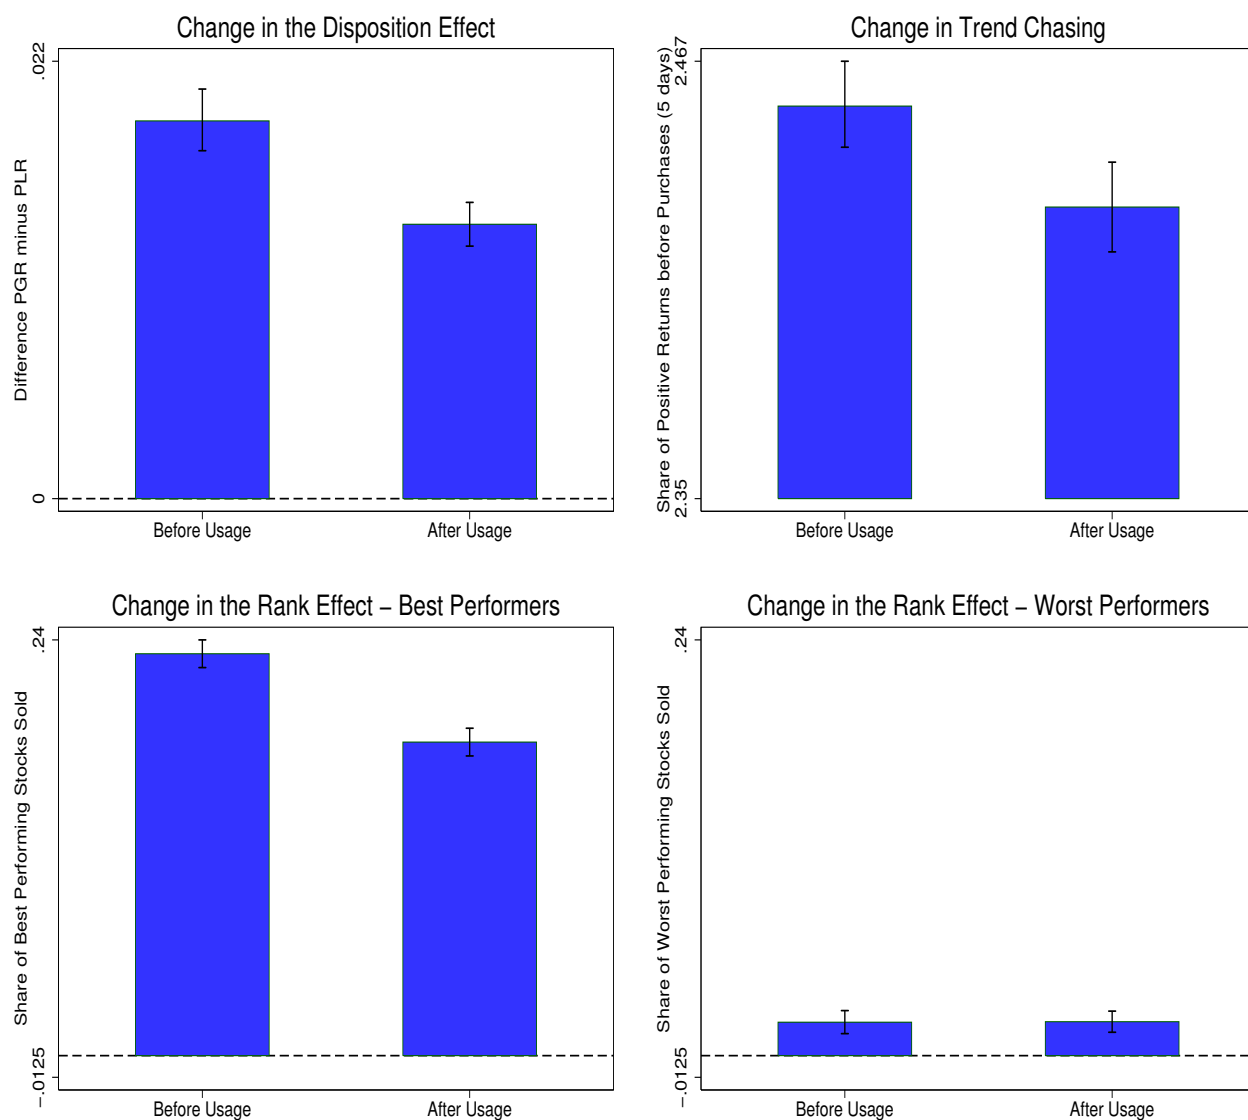 Change in the Disposition Effect
Difference PGR minus PLR
.022
0
Before Usage
After Usage
Change in Trend Chasing
Share of Positive Returns before Purchases (5 days)
2.467
2.35
Before Usage
After Usage
Change in the Rank Effect – Best Performers
Share of Best Performing Stocks Sold
.24
-.0125
Before Usage
After Usage
Change in the Rank Effect – Worst Performers
Share of Worst Performing Stocks Sold
.24
-.0125
Before Usage
After Usage